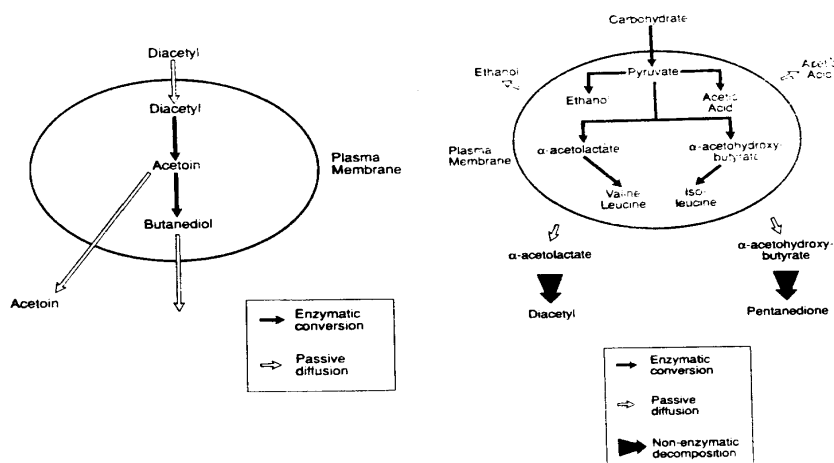 Diacetyl
Diacetyl
Acetoin
Butanediol
Acetoin
Plasma
Membrane
Enzymatic
conversion
Passive
diffusion
Carbohydrate
Ethanol
Pyruvate
Acetic
Acid
Ethanol
Acetic
Acid
Plasma
Membrane
α-acetolactate
α-acetohydroxy-
butyrate
Valine
Leucine
Iso-
leucine
α-acetolactate
α-acetohydroxy-
butyrate
Diacetyl
Pentanedione
Enzymatic
conversion
Passive
diffusion
Non-enzymatic
decomposition